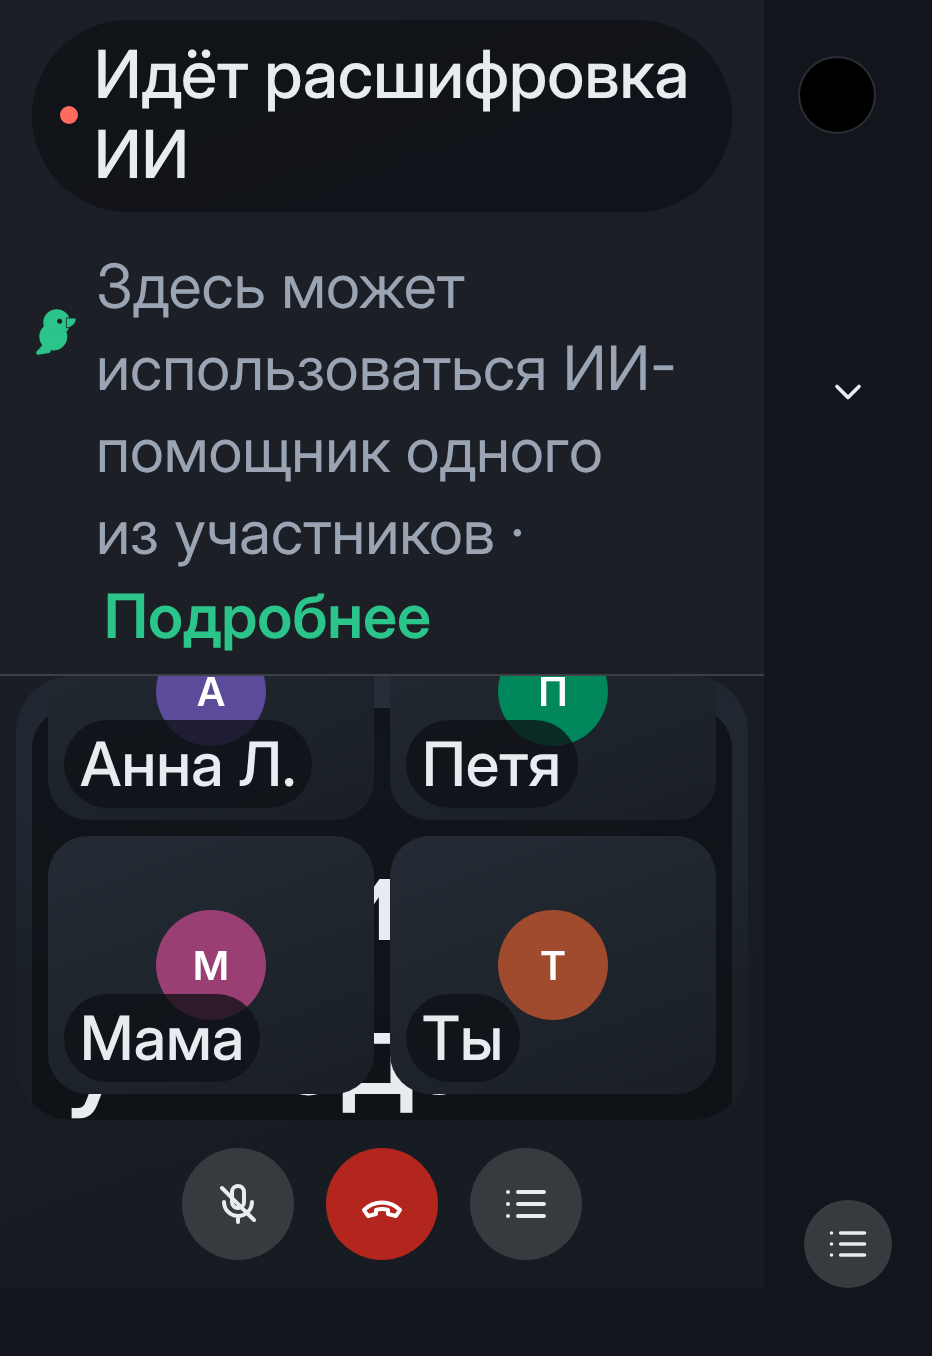 Идёт расшифровка
ИИ
Здесь может
использоваться ИИ-
помощник одного
из участников ·
Подробнее
А
П
Анна Л.
Петя
М
Т
Мама
Ты